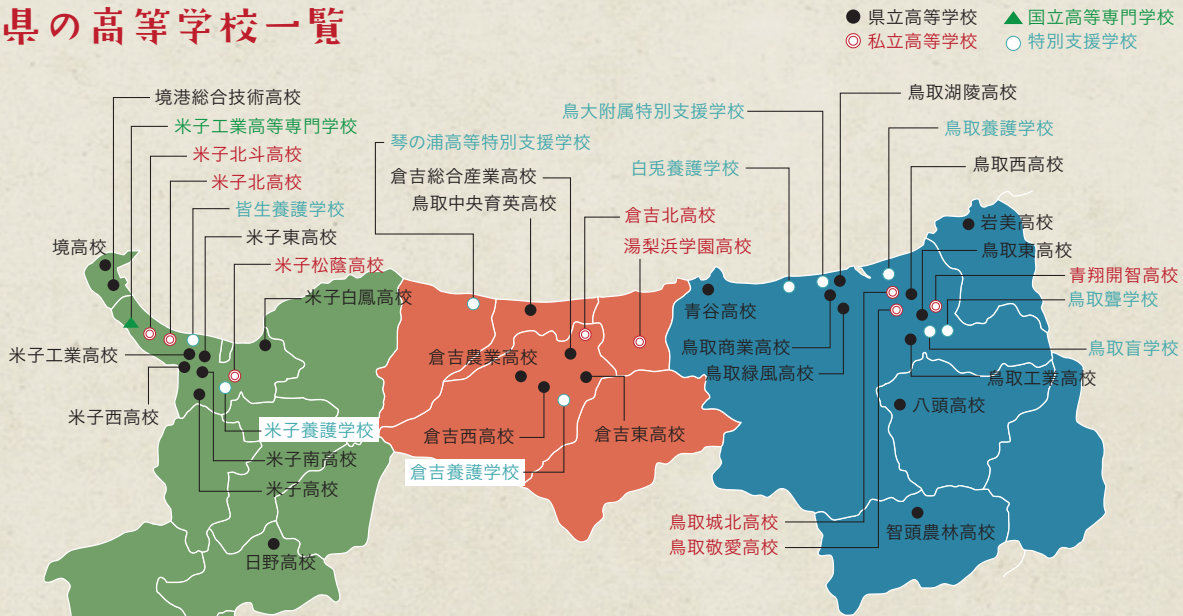 県の高等学校一覧
県立高等学校
国立高等専門学校
私立高等学校
特別支援学校
境港総合技術高校
米子工業高等専門学校
米子北斗高校
米子北高校
皆生養護学校
米子東高校
境高校
米子松蔭高校
米子白鳳高校
米子工業高校
米子西高校
米子養護学校
米子南高校
米子高校
日野高校
琴の浦高等特別支援学校
倉吉総合産業高校
鳥取中央育英高校
倉吉北高校
湯梨浜学園高校
倉吉農業高校
倉吉西高校
倉吉東高校
倉吉養護学校
鳥大附属特別支援学校
白兎養護学校
鳥取湖陵高校
鳥取養護学校
鳥取西高校
岩美高校
鳥取東高校
青翔開智高校
鳥取聾学校
青谷高校
鳥取商業高校
鳥取緑風高校
鳥取盲学校
鳥取工業高校
八頭高校
鳥取城北高校
鳥取敬愛高校
智頭農林高校